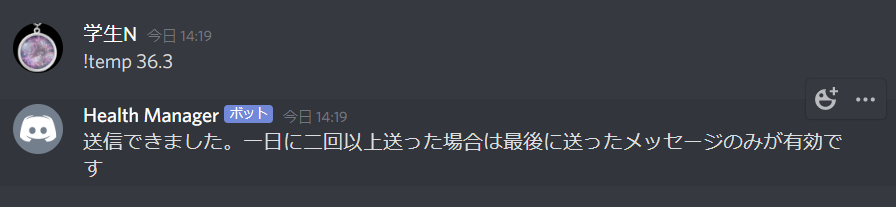 学生N 今日 14:19
!temp 36.3
Health Manager ボット 今日 14:19
送信できました。一日に二回以上送った場合は最後に送ったメッセージのみが有効で
す